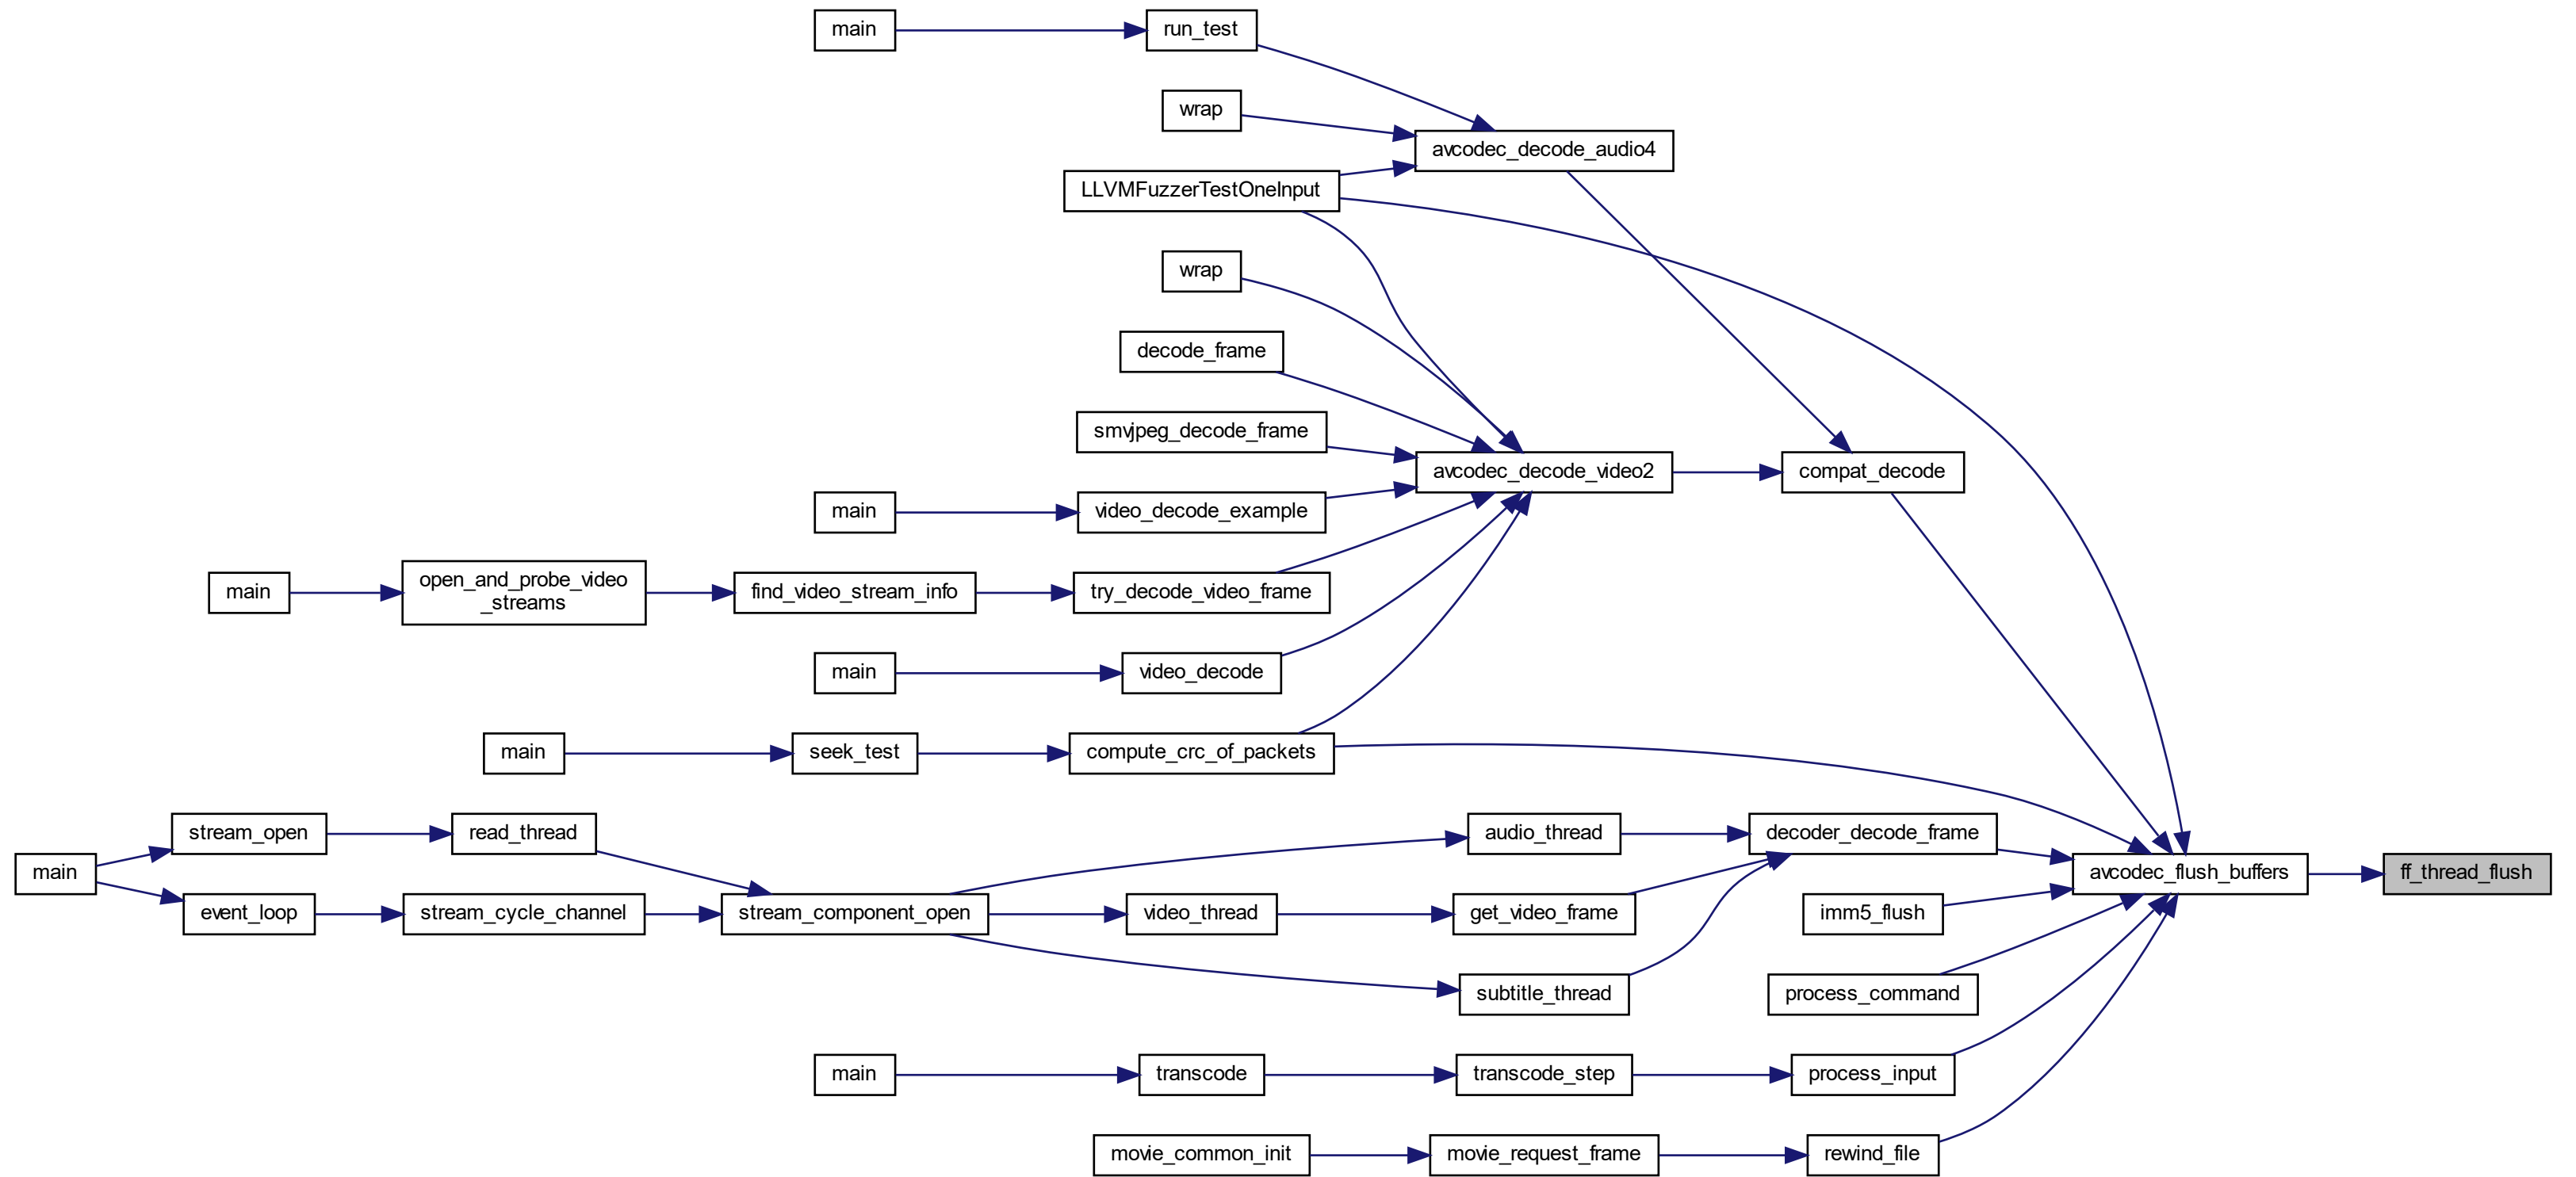 main
run_test
wrap
avcodec_decode_audio4
LLVMFuzzerTestOneInput
wrap
decode_frame
smvjpeg_decode_frame
avcodec_decode_video2
compat_decode
main
video_decode_example
main
open_and_probe_video
_streams
find_video_stream_info
try_decode_video_frame
main
video_decode
main
seek_test
compute_crc_of_packets
stream_open
read_thread
audio_thread
decoder_decode_frame
main
avcodec_flush_buffers
ff_thread_flush
event_loop
stream_cycle_channel
stream_component_open
video_thread
get_video_frame
imm5_flush
subtitle_thread
process_command
main
transcode
transcode_step
process_input
movie_common_init
movie_request_frame
rewind_file